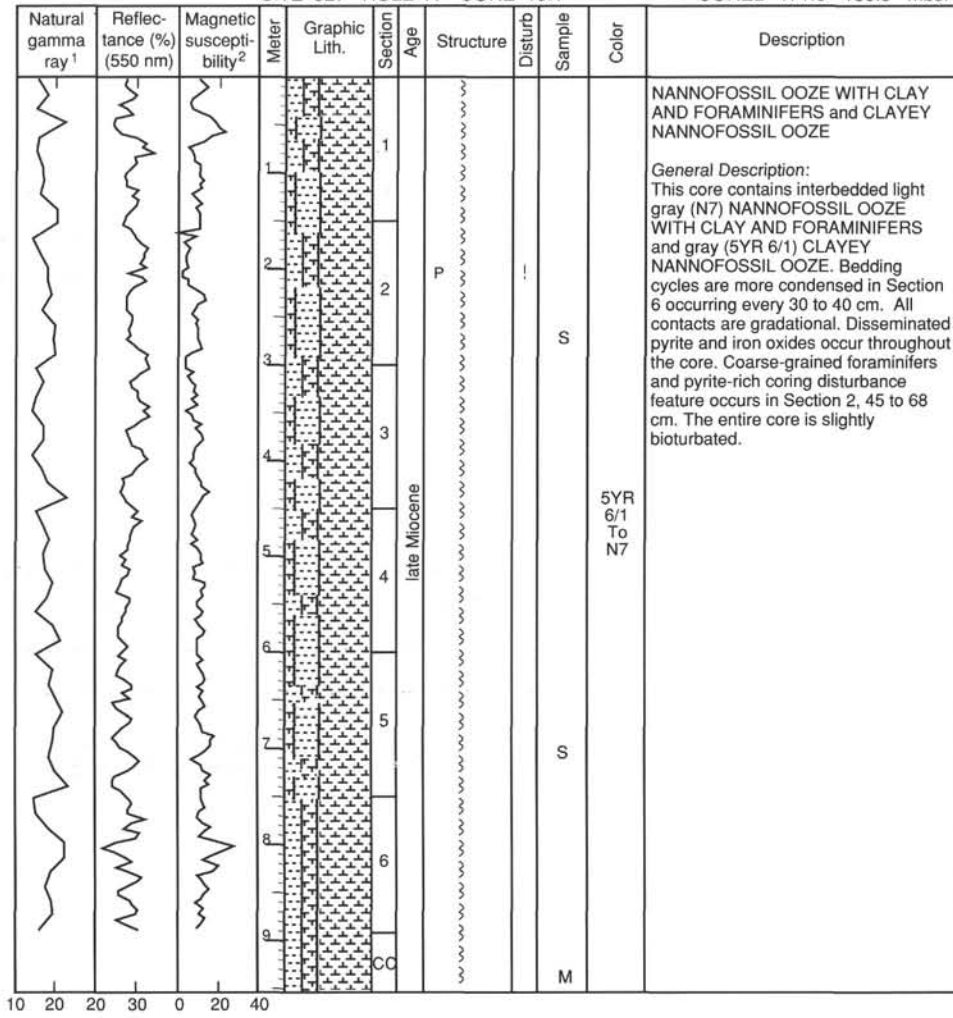 Natural gamma ray 1
Reflec-tance (%) (550 nm)
Magnetic suscepti-bility2
Meter
Graphic Lith.
Section
Age
Structure
Disturb
Sample
Color
Description
1
2
3
4
5
6
7
8
9
1
2
3
4
5
6
CC
late Miocene
P
!
S
S
M
5YR
6/1
To
N7
NANNOFOSSIL OOZE WITH CLAY
AND FORAMINIFERS and CLAYEY
NANNOFOSSIL OOZE
General Description:
This core contains interbedded light
gray (N7) NANNOFOSSIL OOZE
WITH CLAY AND FORAMINIFERS
and gray (5YR 6/1) CLAYEY
NANNOFOSSIL OOZE. Bedding
cycles are more condensed in Section
6 occurring every 30 to 40 cm. All
contacts are gradational. Disseminated
pyrite and iron oxides occur throughout
the core. Coarse-grained foraminifers
and pyrite-rich coring disturbance
feature occurs in Section 2, 45 to 68
cm. The entire core is slightly
bioturbated.
10 20 20 30 0 20 40